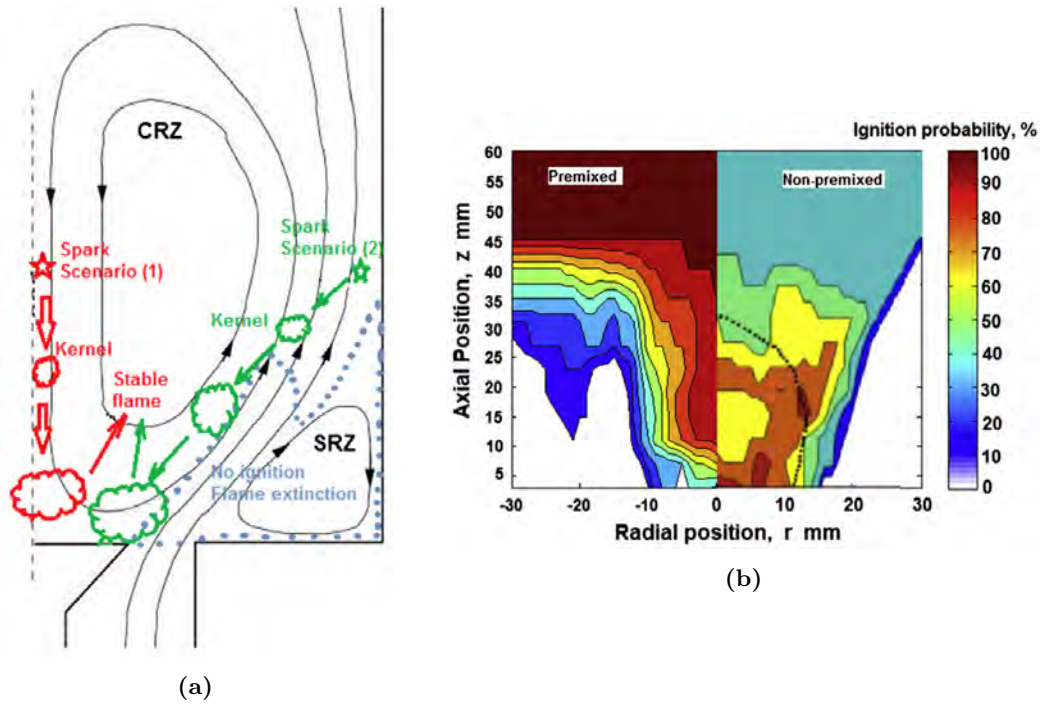 CRZ
Spark
Scenario (1)
Spark
Scenario (2)
Kernel
Kernel
Stable
flame
SRZ
No ignition
Flame extinction
(a)
Ignition probability, %
Premixed
Non-premixed
Axial Position, z mm
60
55
50
45
40
35
30
25
20
15
10
5
-30
-20
-10
0
10
20
30
Radial position, r mm
100
90
80
70
60
50
40
30
20
10
0
(b)